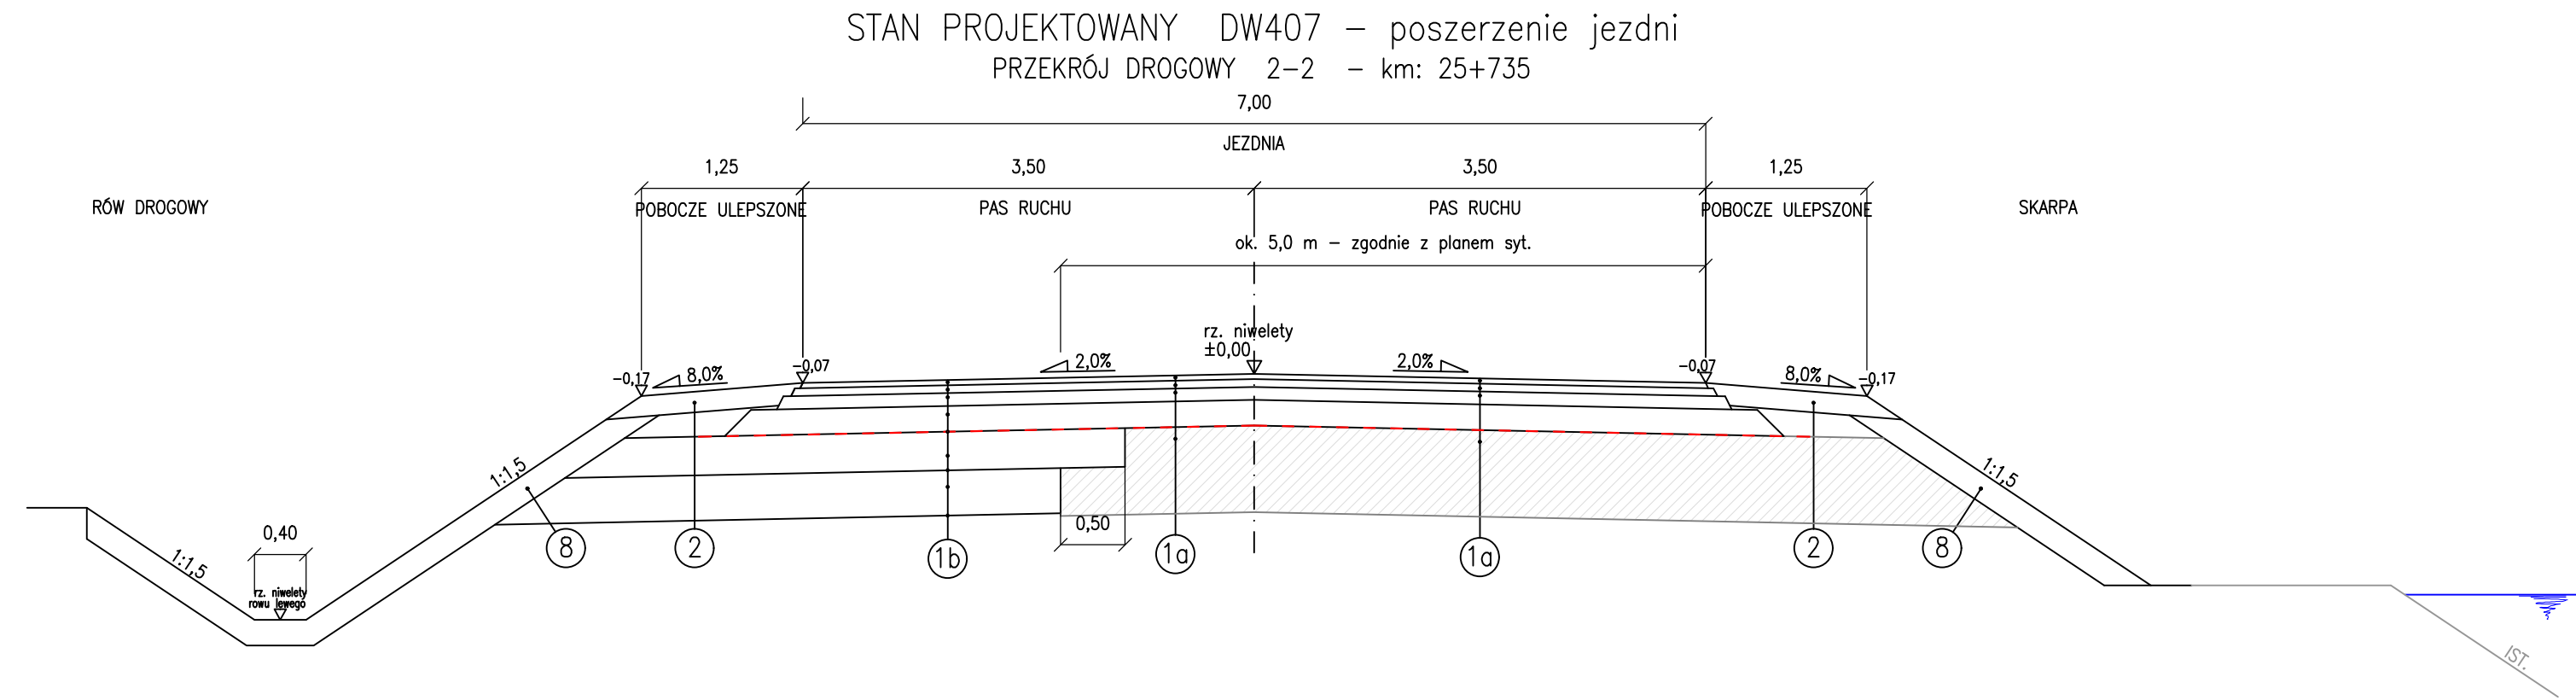 STAN PROJEKTOWANY DW407 – poszerzenie jezdni
PRZEKRÓJ DROGOWY 2-2 – km: 25+735
7,00
JEZDNIA
1,25
3,50
3,50
1,25
RÓW DROGOWY
POBOCZE ULEPSZONE
PAS RUCHU
PAS RUCHU
POBOCZE ULEPSZONE
SKARPA
ok. 5,0 m – zgodnie z planem syt.
rz. niwelety
±0,00
-0,17
8,0%
-0,07
2,0%
2,0%
-0,07
8,0%
-0,17
1:1,5
1:1,5
0,40
1:1,5
rz. niwelety
rowu lewego
0,50
8
2
1b
1a
1a
2
8
IST.